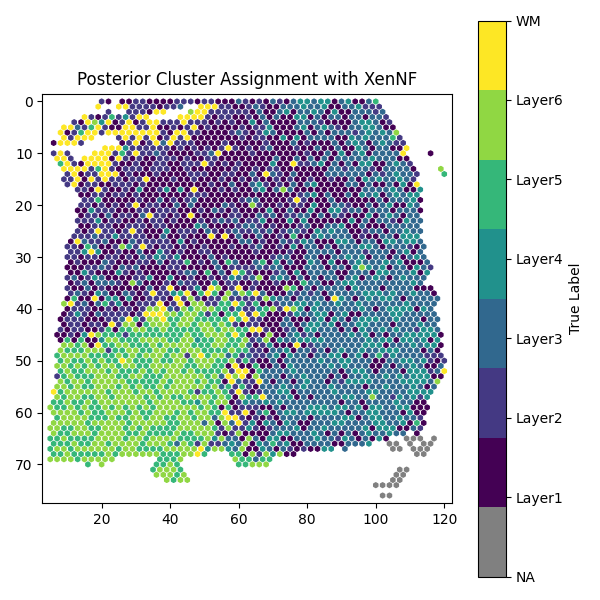 Posterior Cluster Assignment with XenNF
0
10
20
30
40
50
60
70
20
40
60
80
100
120
WM
Layer6
Layer5
Layer4
Layer3
Layer2
Layer1
NA
True Label